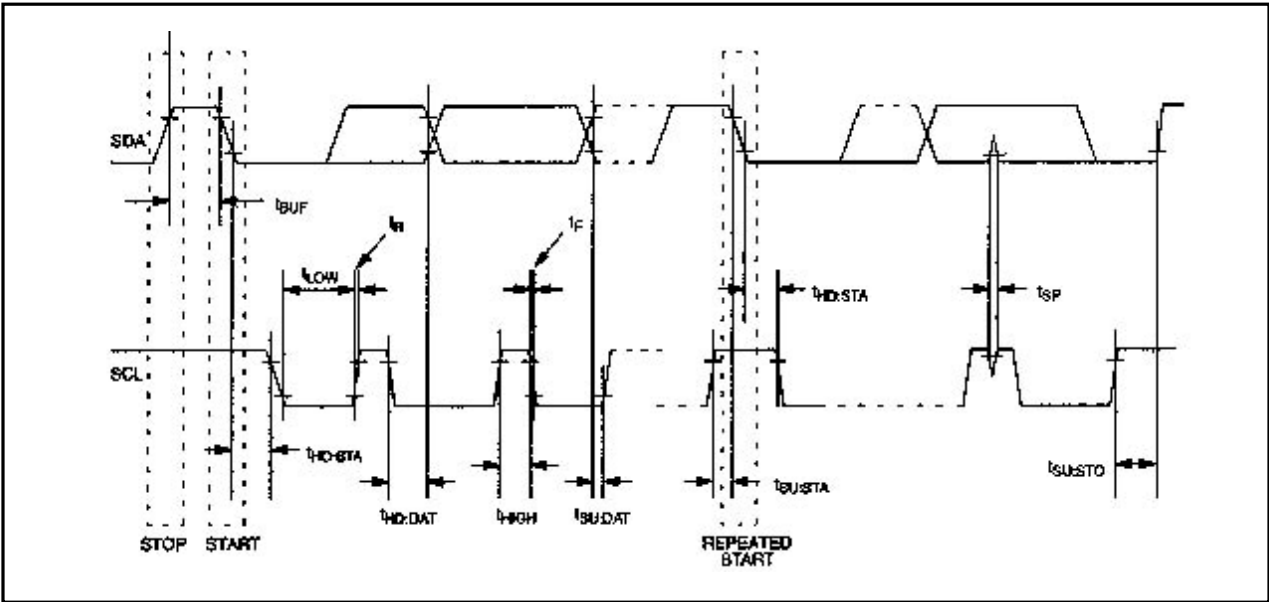 SDA
tBUF
tR
tF
tLOW
tHD:STA
tSP
SCL
tHD:STA
tSU:STA
tSU:STO
tHD:DAT
tHIGH
tSU:DAT
STOP
START
REPEATED
START